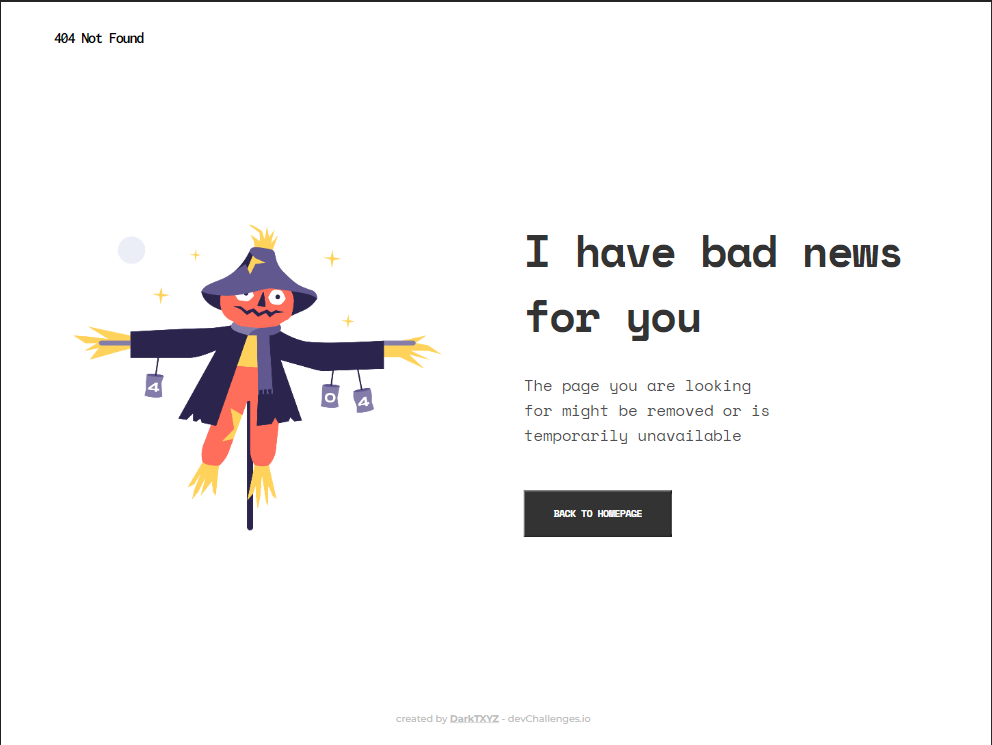 404 Not Found
I have bad news
for you
4
0
4
The page you are looking
for might be removed or is
temporarily unavailable
BACK TO HOMEPAGE
created by DarkTXYZ - devChallenges.io